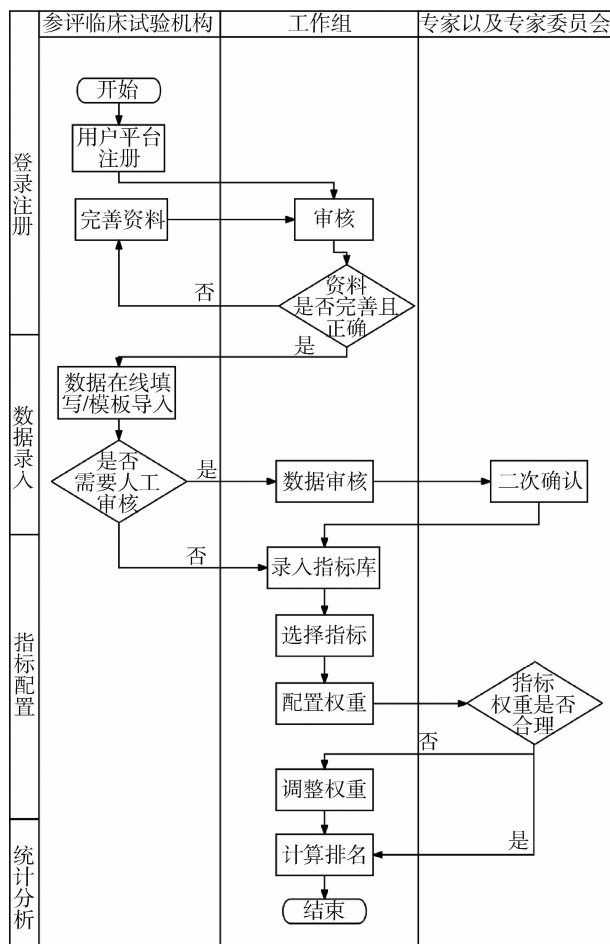 参评临床试验机构
工作组
专家以及专家委员会
登录注册
开始
用户平台
注册
完善资料
审核
否
资料
是否完善且
正确
是
数据录入
数据在线填
写/模板导入
是否
需要人工
审核
是
数据审核
二次确认
否
录入指标库
指标配置
选择指标
配置权重
指标
权重是否
合理
否
调整权重
统计分析
计算排名
是
结束